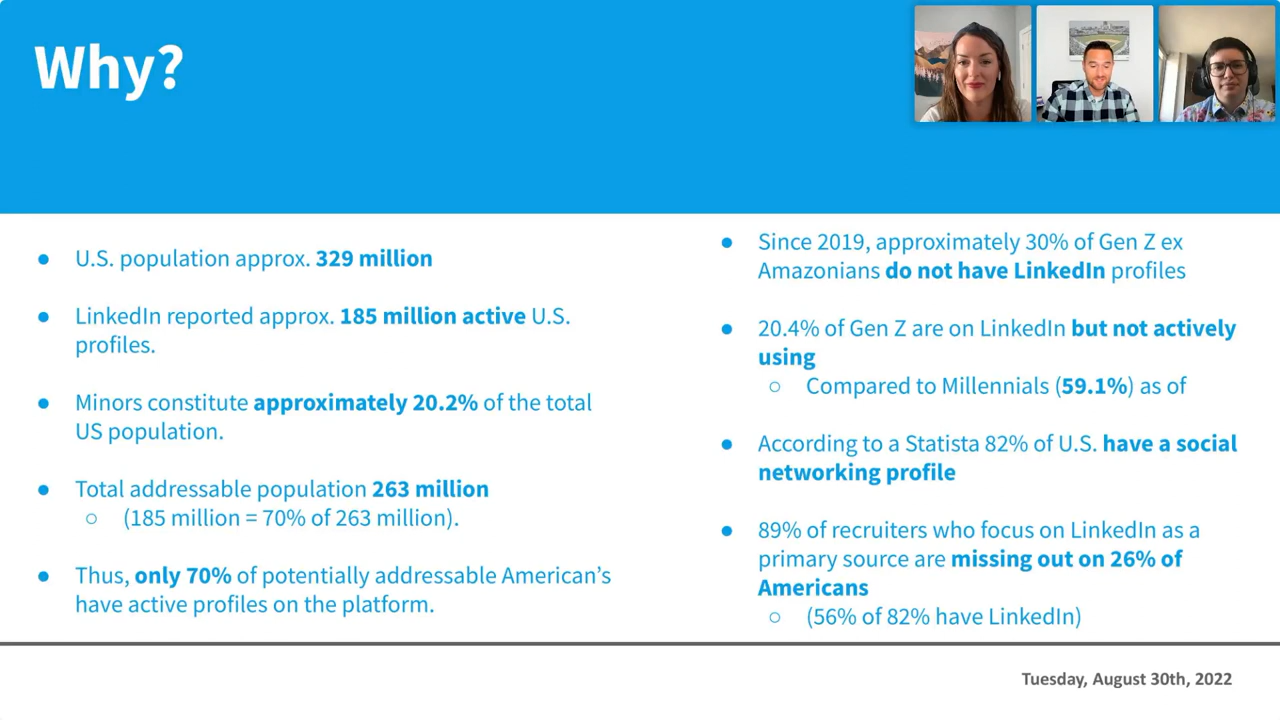 Why?
● U.S. population approx. 329 million
● LinkedIn reported approx. 185 million active U.S.
profiles.
● Minors constitute approximately 20.2% of the total
US population.
● Total addressable population 263 million
○ (185 million = 70% of 263 million).
● Thus, only 70% of potentially addressable American's
have active profiles on the platform.
● Since 2019, approximately 30% of Gen Z ex
Amazonians do not have LinkedIn profiles
● 20.4% of Gen Z are on LinkedIn but not actively
using
○ Compared to Millennials (59.1%) as of
● According to a Statista 82% of U.S. have a social
networking profile
● 89% of recruiters who focus on LinkedIn as a
primary source are missing out on 26% of
Americans
○ (56% of 82% have LinkedIn)
Tuesday, August 30th, 2022